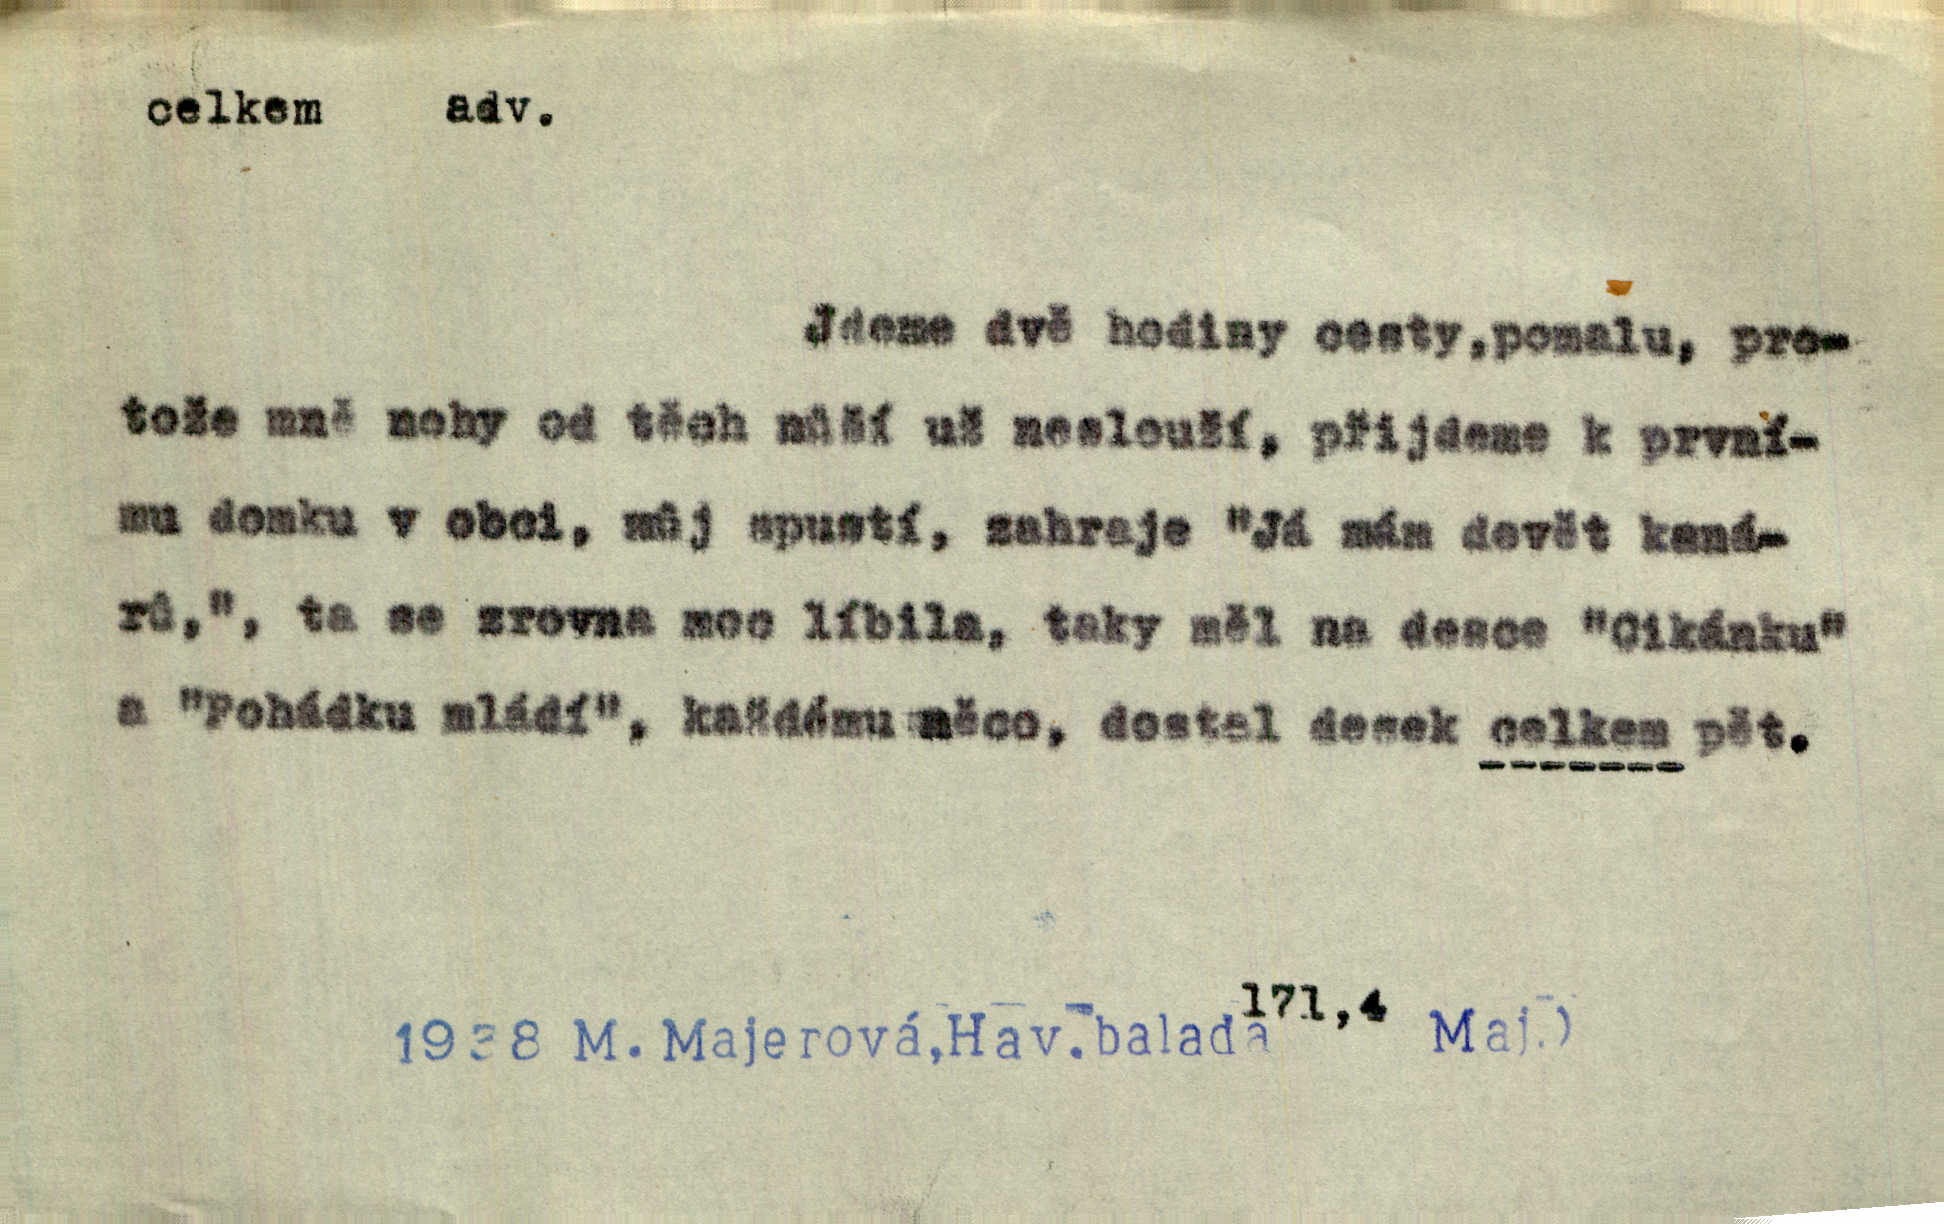 celkem adv.
Jdeme dvě hodiny cesty,pomalu, pro-
tože mně nohy od těch nůší už neslouží, přijdeme k první-
mu domku v obci, můj spustí, zahraje "Já mám devět kaná-
rů,", ta se zrovna moc líbila, taky měl na desce "Cikánku"
a "Pohádku mládí", každému něco, dostal desek celkem pět.
171,4
1938 M. Majerová,Hav.balada Maj.)